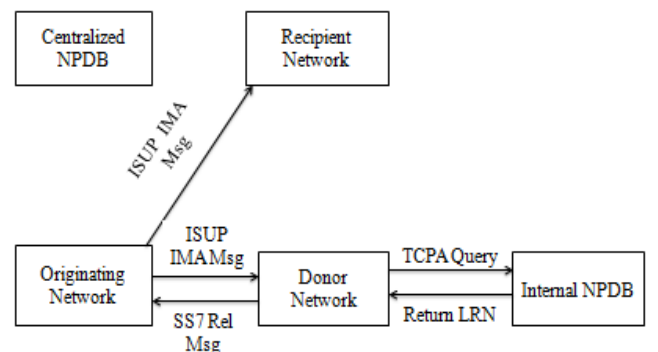 Centralized
NPDB
Recipient
Network
ISUP IMA
Msg
ISUP
IMA Msg
TCPA Query
Originating
Network
Donor
Network
Internal NPDB
SS7 Rel
Msg
Return LRN